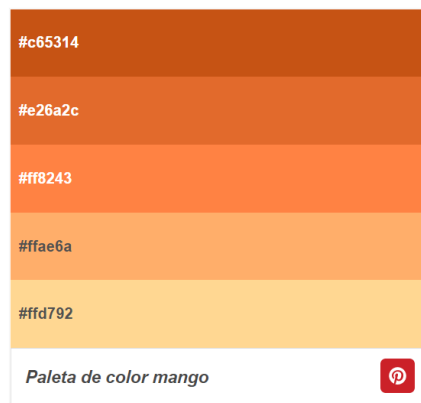 #c65314
#e26a2c
#ff8243
#ffae6a
#ffd792
Paleta de color mango